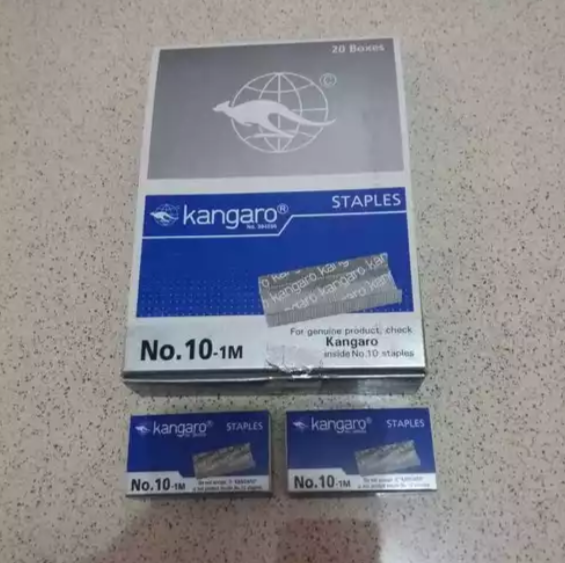 20 Boxes
©
kangaro®
STAPLES
kangaro kangaro
For genuine product, check
Kangaro
inside No.10 staples
No.10-1M
kangaro®
STAPLES
No.10-1M
kangaro®
STAPLES
No.10-1M